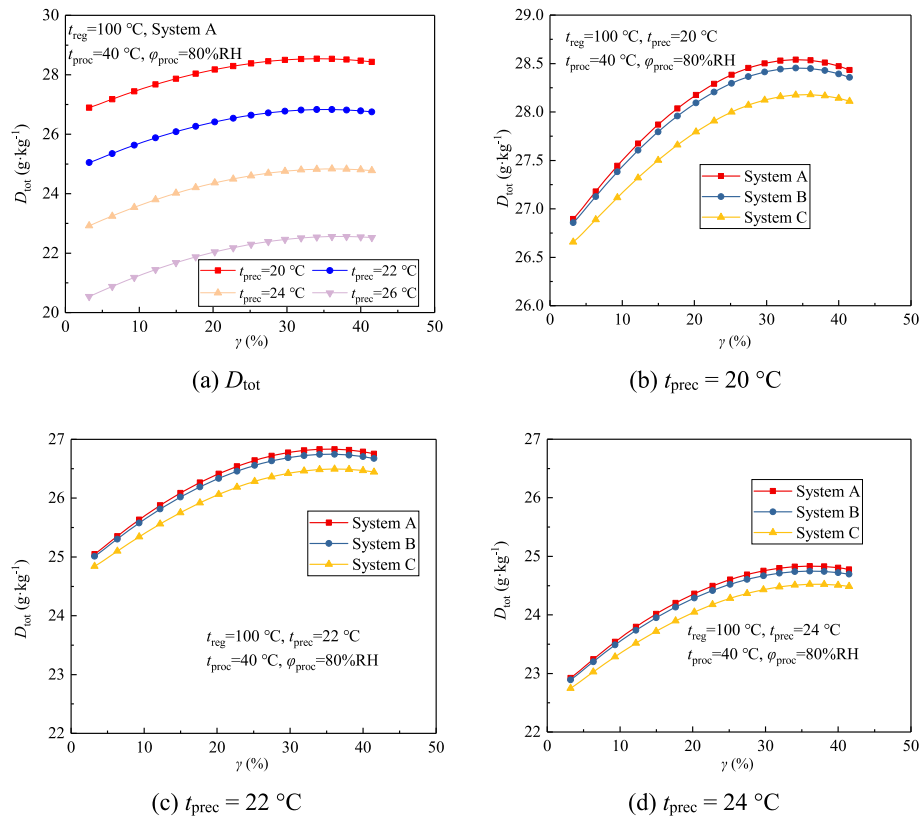 t_reg=100 °C, System A
t_proc=40 °C, φ_proc=80%RH
D_tot (g·kg⁻¹)
30
28
26
24
22
20
t_prec=20 °C t_prec=22 °C
t_prec=24 °C t_prec=26 °C
0 10 20 30 40 50
γ (%)
(a) D_tot
t_reg=100 °C, t_prec=20 °C
t_proc=40 °C, φ_proc=80%RH
D_tot (g·kg⁻¹)
29.0
28.5
28.0
27.5
27.0
26.5
26.0
System A
System B
System C
0 10 20 30 40 50
γ (%)
(b) t_prec = 20 °C
D_tot (g·kg⁻¹)
27
26
25
24
23
22
System A
System B
System C
t_reg=100 °C, t_prec=22 °C
t_proc=40 °C, φ_proc=80%RH
0 10 20 30 40 50
γ (%)
(c) t_prec = 22 °C
D_tot (g·kg⁻¹)
27
26
25
24
23
22
System A
System B
System C
t_reg=100 °C, t_prec=24 °C
t_proc=40 °C, φ_proc=80%RH
0 10 20 30 40 50
γ (%)
(d) t_prec = 24 °C